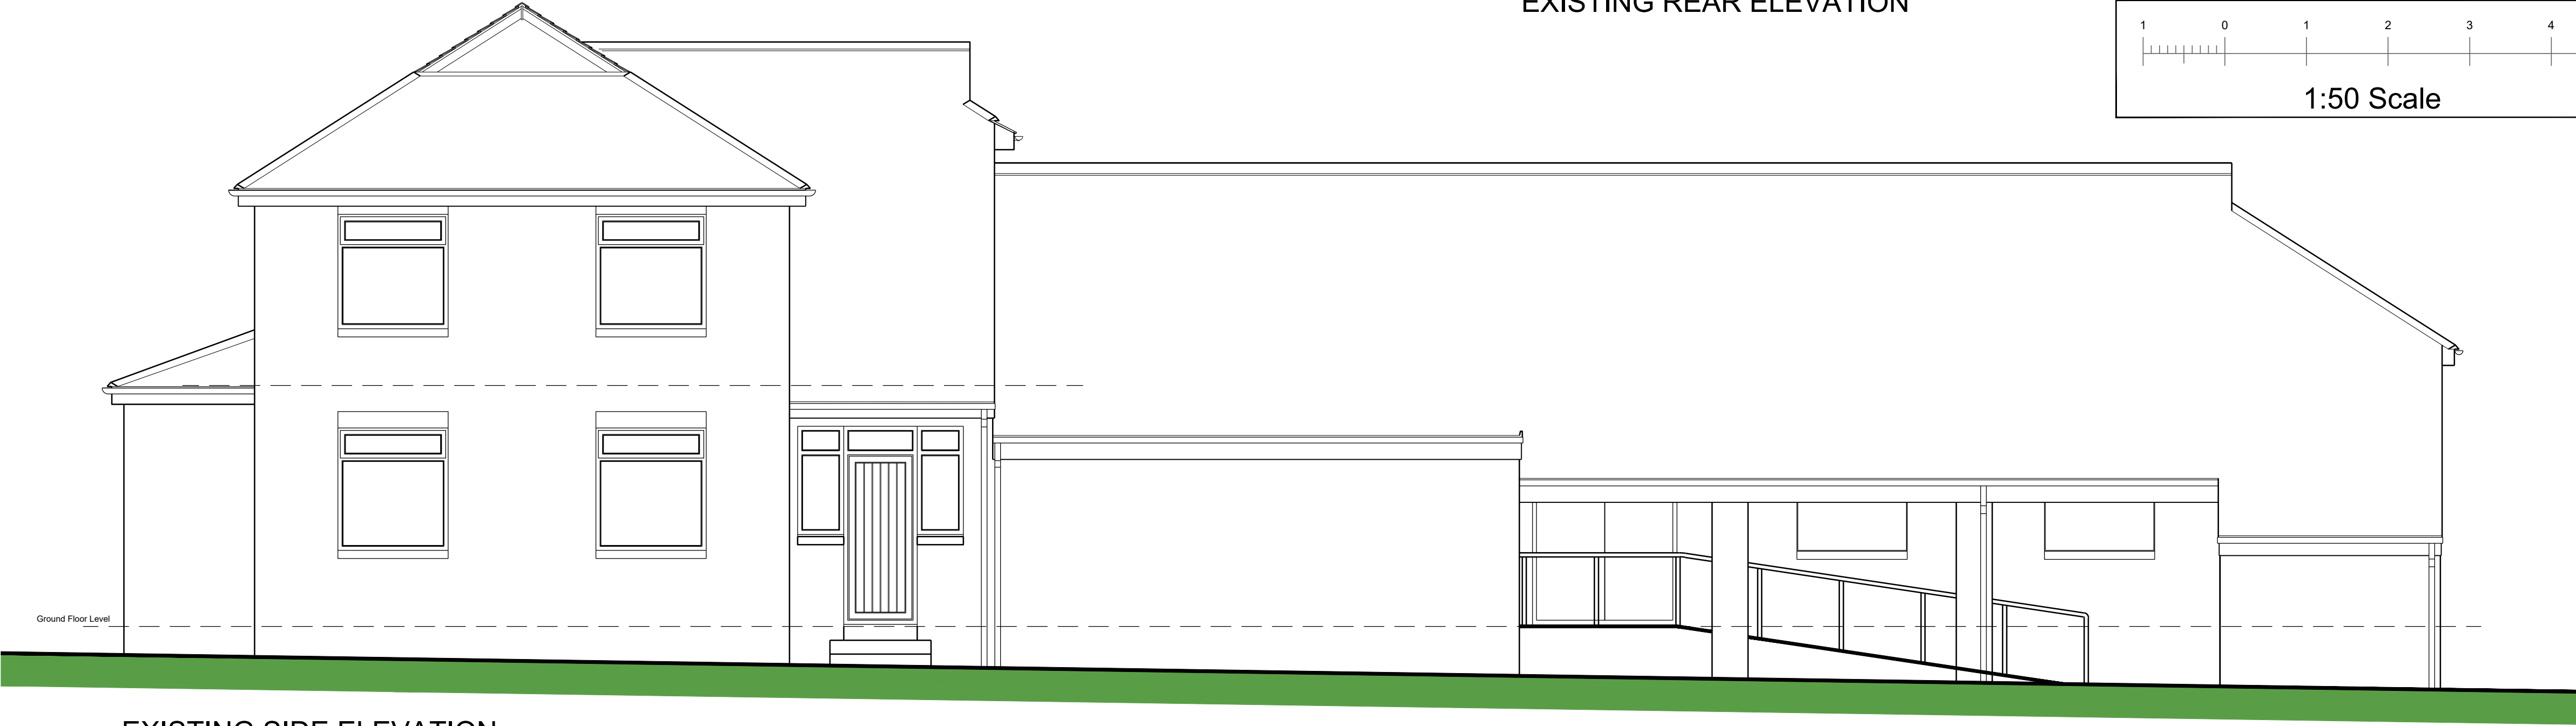 EXISTING REAR ELEVATION
1 0 1 2 3 4
1:50 Scale
Ground Floor Level
EXISTING SIDE ELEVATION